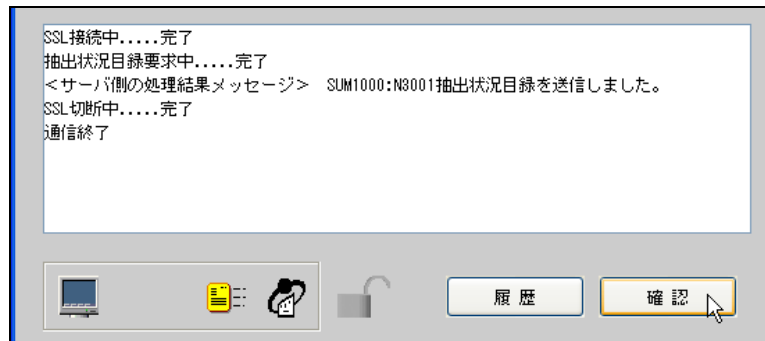 SSL接続中.....完了
抽出状況目録要求中.....完了
<サーバ側の処理結果メッセージ>　SUM1000:N3001抽出状況目録を送信しました。
SSL切断中.....完了
通信終了
履 歴
確 認